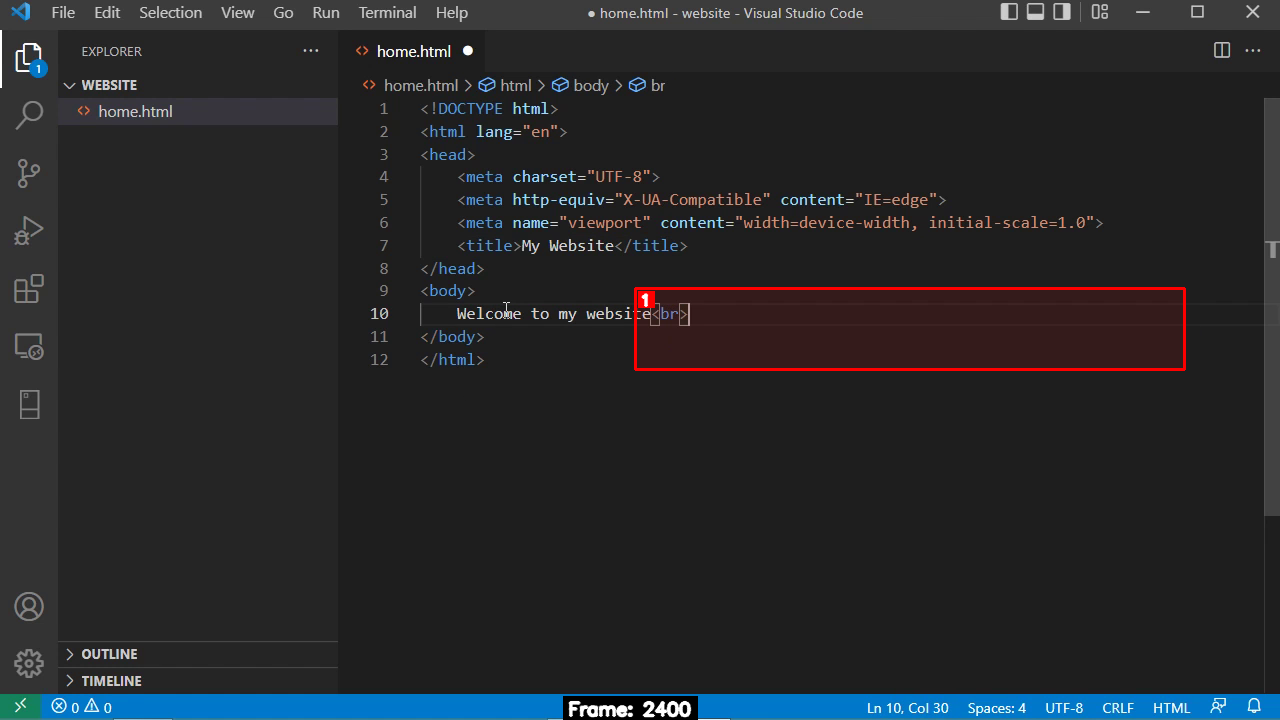 File Edit Selection View Go Run Terminal Help ● home.html - website - Visual Studio Code
EXPLORER
home.html
1
WEBSITE
home.html
home.html > html > body > br
1 <!DOCTYPE html>
2 <html lang="en">
3 <head>
4 <meta charset="UTF-8">
5 <meta http-equiv="X-UA-Compatible" content="IE=edge">
6 <meta name="viewport" content="width=device-width, initial-scale=1.0">
7 <title>My Website</title>
8 </head>
9 <body>
1
10 Welcome to my website<br>
11 </body>
12 </html>
OUTLINE
TIMELINE
0 0 Frame: 2400 Ln 10, Col 30 Spaces: 4 UTF-8 CRLF HTML